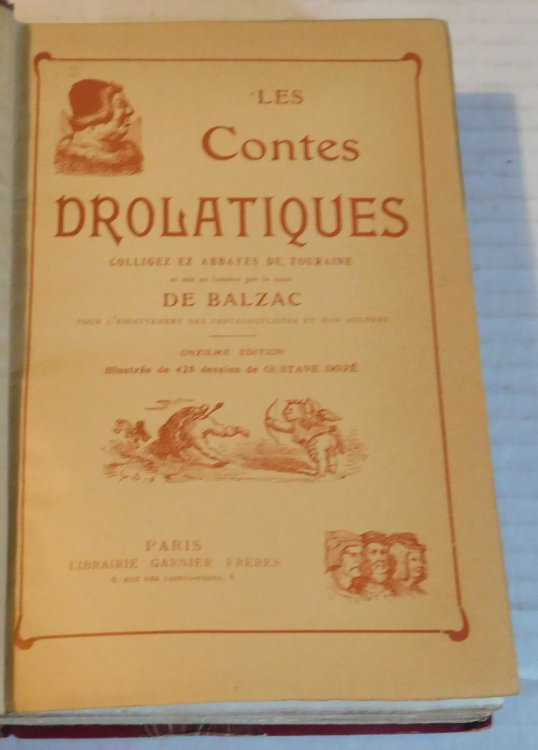 LES
Contes
DROLATIQUES
COLLIGEZ EZ ABBAYES DE TOURAINE
et mis en lumière par le sieur
DE BALZAC
POUR L'ESBATTEMENT DES PANTAGRUELISTES ET NON AULTRES
ONZIÈME ÉDITION
Illustrés de 425 dessins de GUSTAVE DORÉ
PARIS
LIBRAIRIE GARNIER FRÈRES
6, RUE DES SAINTS-PÈRES, 6